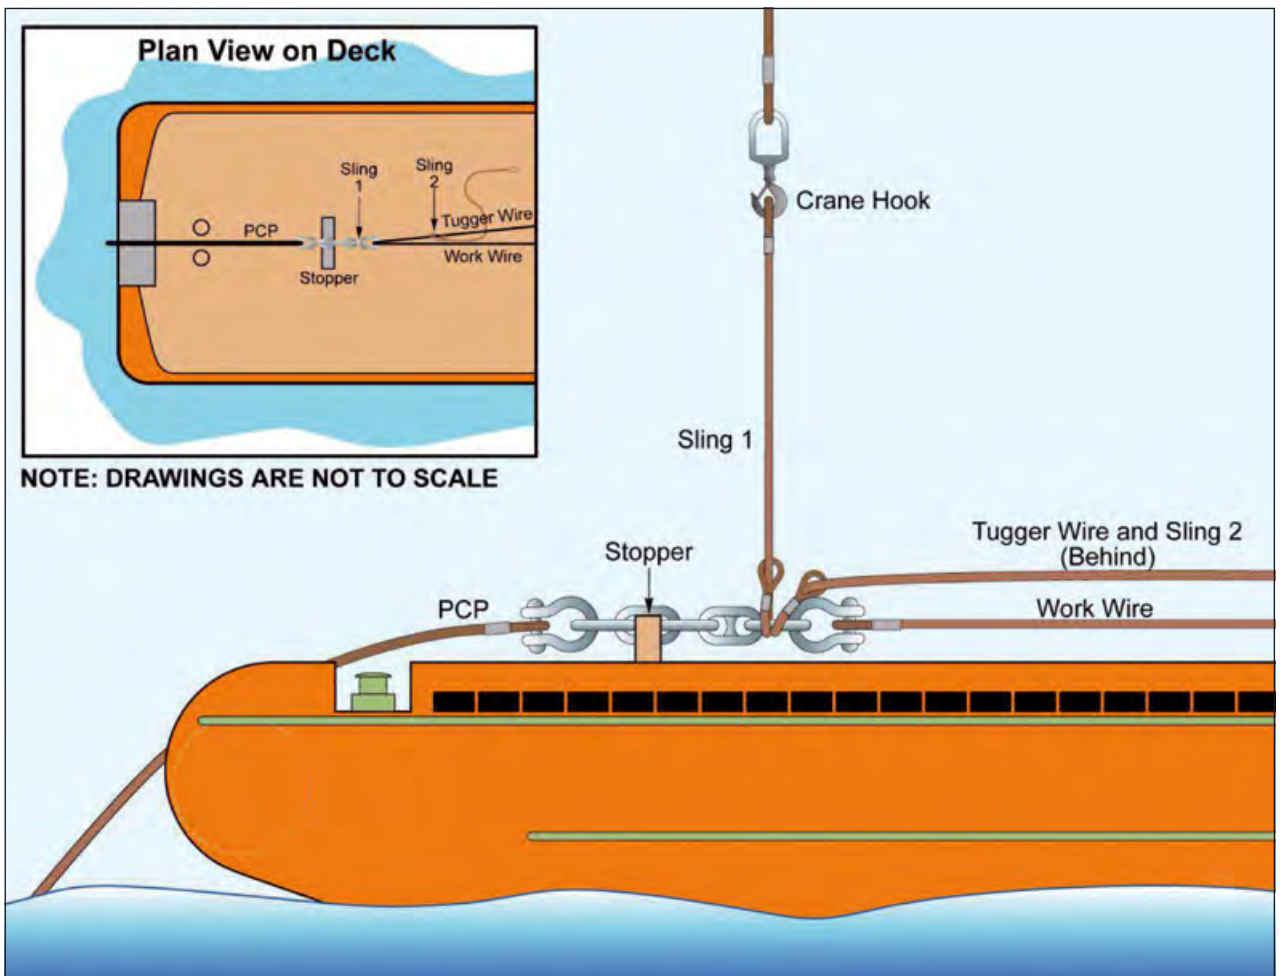 Plan View on Deck
Sling
1
Sling
2
PCP
Tugger Wire
Work Wire
Stopper
NOTE: DRAWINGS ARE NOT TO SCALE
Crane Hook
Sling 1
Stopper
Tugger Wire and Sling 2
(Behind)
PCP
Work Wire